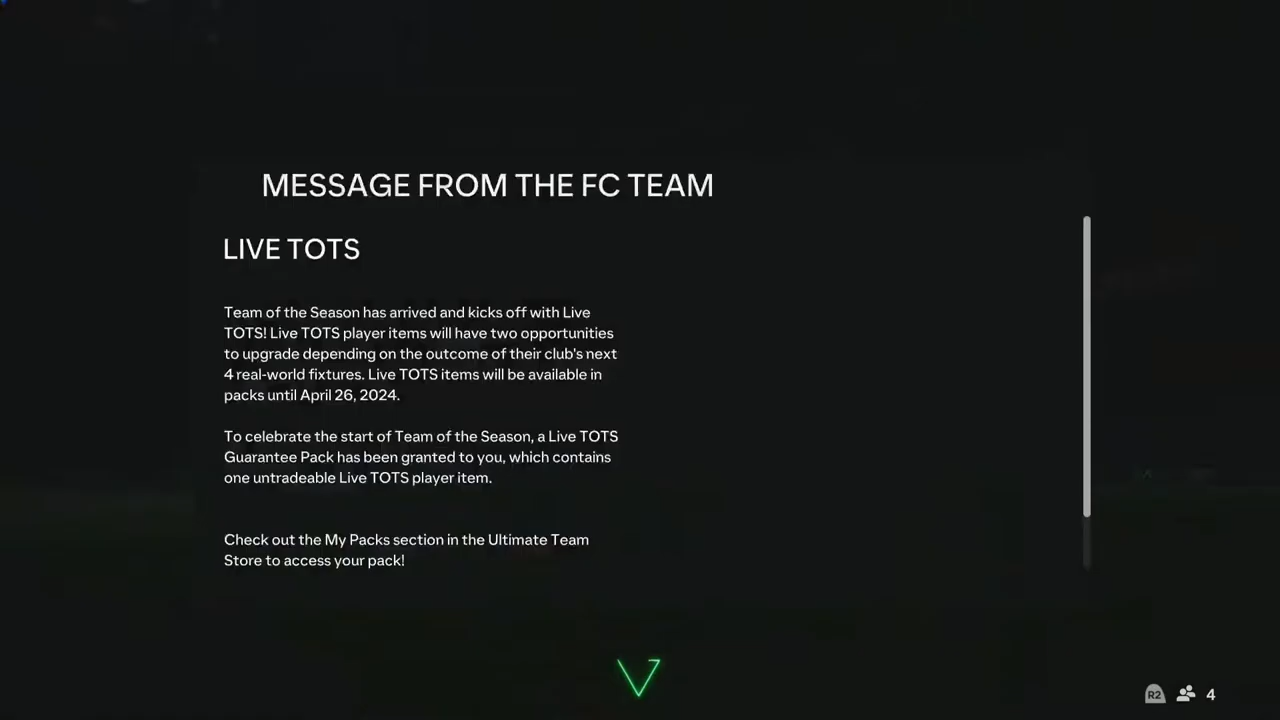 MESSAGE FROM THE FC TEAM
LIVE TOTS
Team of the Season has arrived and kicks off with Live
TOTS! Live TOTS player items will have two opportunities
to upgrade depending on the outcome of their club's next
4 real-world fixtures. Live TOTS items will be available in
packs until April 26, 2024.
To celebrate the start of Team of the Season, a Live TOTS
Guarantee Pack has been granted to you, which contains
one untradeable Live TOTS player item.
Check out the My Packs section in the Ultimate Team
Store to access your pack!
R2 4